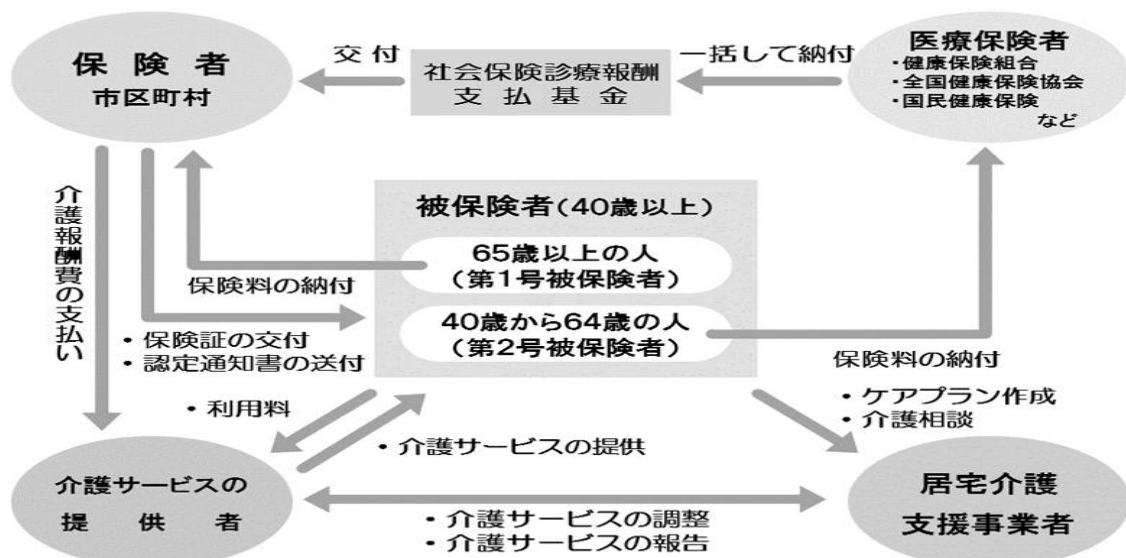 保険者
市区町村
交付
社会保険診療報酬
支払基金
一括して納付
医療保険者
・健康保険組合
・全国健康保険協会
・国民健康保険
など
介護報酬費の支払い
被保険者(40歳以上)
65歳以上の人
(第1号被保険者)
保険料の納付
40歳から64歳の人
(第2号被保険者)
・保険証の交付
・認定通知書の送付
保険料の納付
・ケアプラン作成
・介護相談
・利用料
・介護サービスの提供
介護サービスの
提供者
・介護サービスの調整
・介護サービスの報告
居宅介護
支援事業者